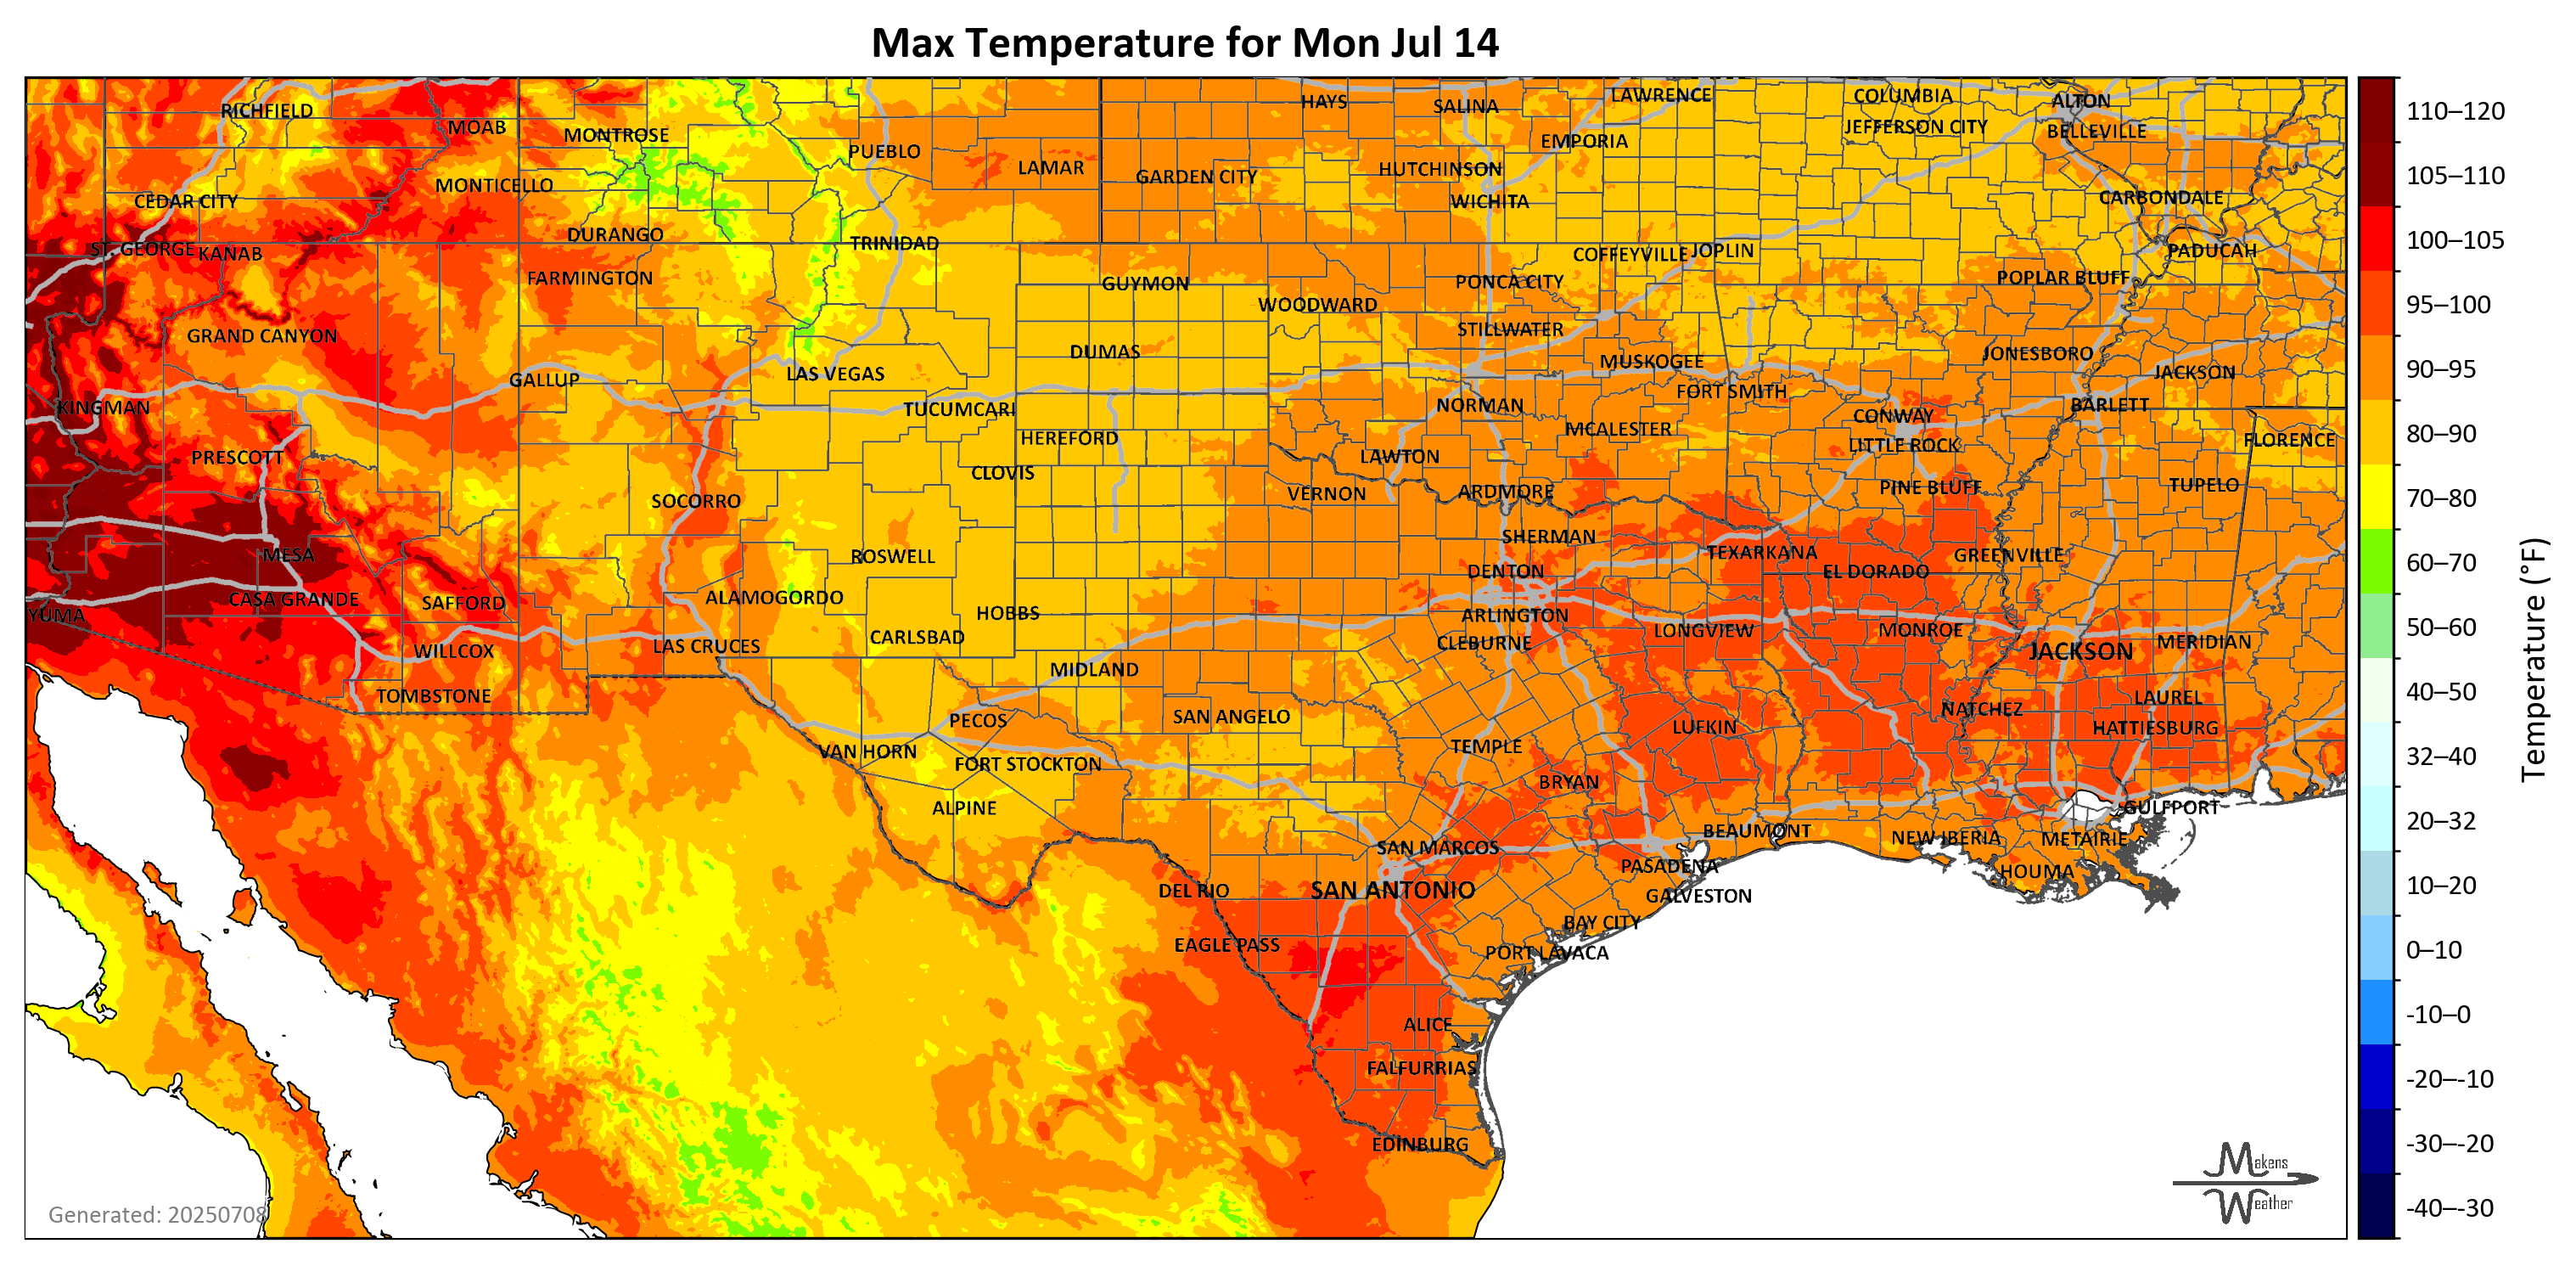 Max Temperature for Mon Jul 14
RICHFIELD
MOAB
MONTROSE
PUEBLO
LAMAR
HAYS
SALINA
LAWRENCE
COLUMBIA
ALTON
JEFFERSON CITY
BELLEVILLE
EMPORIA
GARDEN CITY
HUTCHINSON
MONTICELLO
CEDAR CITY
WICHITA
CARBONDALE
DURANGO
TRINIDAD
ST. GEORGE
KANAB
COFFEYVILLE
JOPLIN
PADUCAH
FARMINGTON
GUYMON
PONCA CITY
POPLAR BLUFF
WOODWARD
GRAND CANYON
STILLWATER
DUMAS
MUSKOGEE
JONESBORO
GALLUP
LAS VEGAS
JACKSON
FORT SMITH
KINGMAN
TUCUMCARI
NORMAN
CONWAY
BARLETT
HEREFORD
MCALESTER
LITTLE ROCK
FLORENCE
PRESCOTT
CLOVIS
LAWTON
SOCORRO
VERNON
ARDMORE
PINE BLUFF
TUPELO
MESA
ROSWELL
SHERMAN
TEXARKANA
GREENVILLE
DENTON
EL DORADO
CASA GRANDE
SAFFORD
ALAMOGORDO
HOBBS
YUMA
ARLINGTON
LAS CRUCES
CARLSBAD
CLEBURNE
LONGVIEW
MONROE
JACKSON
MERIDIAN
WILLCOX
MIDLAND
TOMBSTONE
PECOS
SAN ANGELO
LUFKIN
NATCHEZ
LAUREL
HATTIESBURG
VAN HORN
FORT STOCKTON
TEMPLE
BRYAN
ALPINE
GULFPORT
SAN MARCOS
BEAUMONT
NEW IBERIA
METAIRIE
PASADENA
HOUMA
DEL RIO
SAN ANTONIO
GALVESTON
BAY CITY
EAGLE PASS
PORT LAVACA
ALICE
FALFURRIAS
EDINBURG
Generated: 20250708
Makens
Weather
110–120
105–110
100–105
95–100
90–95
80–90
70–80
60–70
50–60
40–50
32–40
20–32
10–20
0–10
-10–0
-20–-10
-30–-20
-40–-30
Temperature (°F)